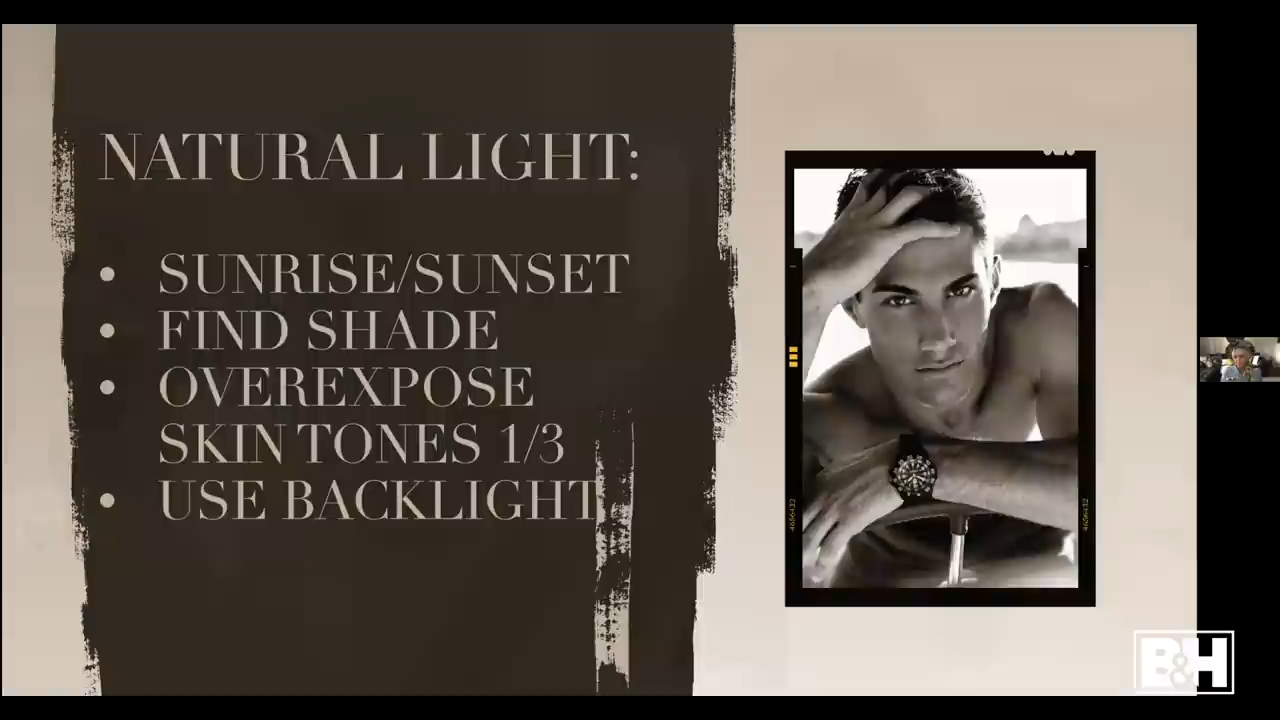 NATURAL LIGHT:
• SUNRISE/SUNSET
• FIND SHADE
• OVEREXPOSE
SKIN TONES 1/3
• USE BACKLIGHT
B&H